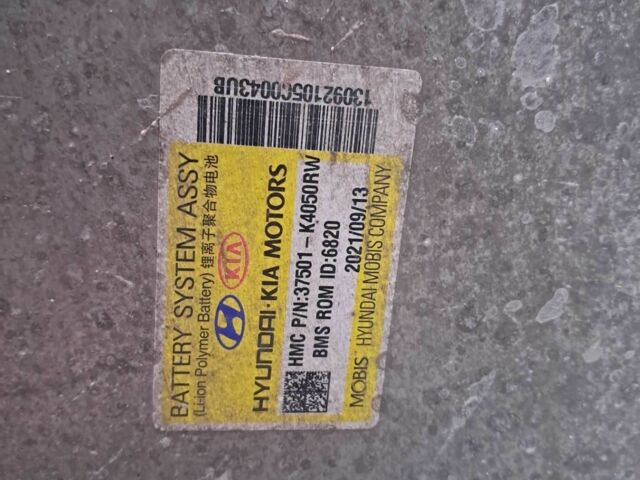 BATTERY SYSTEM ASSY
(Li-Ion Polymer Battery) 锂离子聚合物电池
KIA
HYUNDAI · KIA MOTORS
HMC P/N:37501-K4050RW
BMS ROM ID:6820
2021/09/13
MOBIS HYUNDAI MOBIS COMPANY
13092105C0043UB